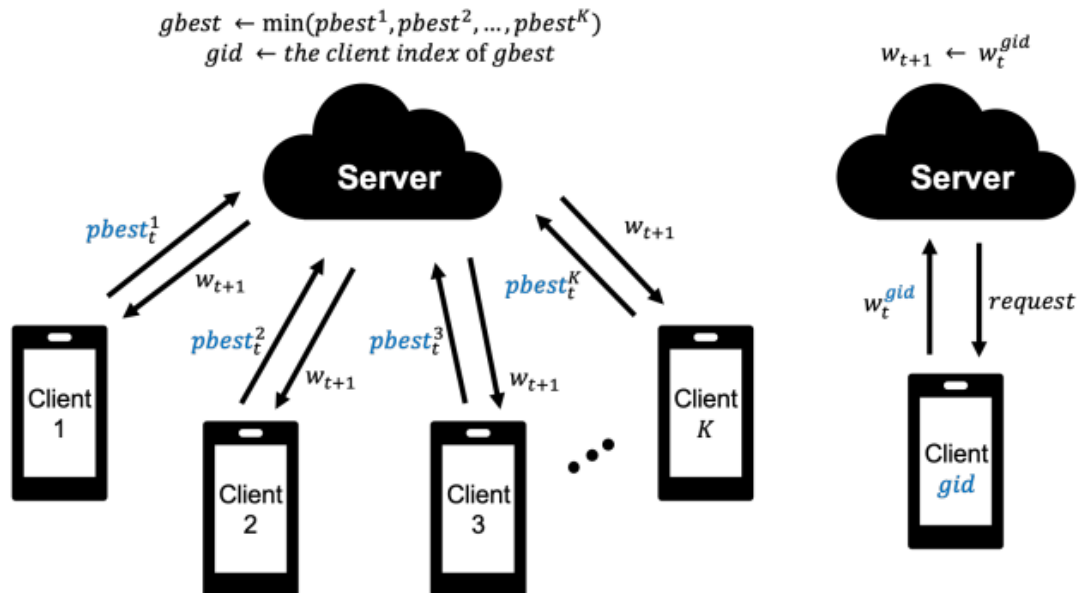 gbest ← min(pbest¹, pbest², …, pbestᴷ)
gid ← the client index of gbest
w_{t+1} ← w_t^{gid}
Server
Server
pbest_t^1
w_{t+1}
pbest_t^2
w_{t+1}
pbest_t^3
w_{t+1}
pbest_t^K
w_{t+1}
w_t^{gid}
request
Client
1
Client
2
Client
3
Client
K
Client
gid